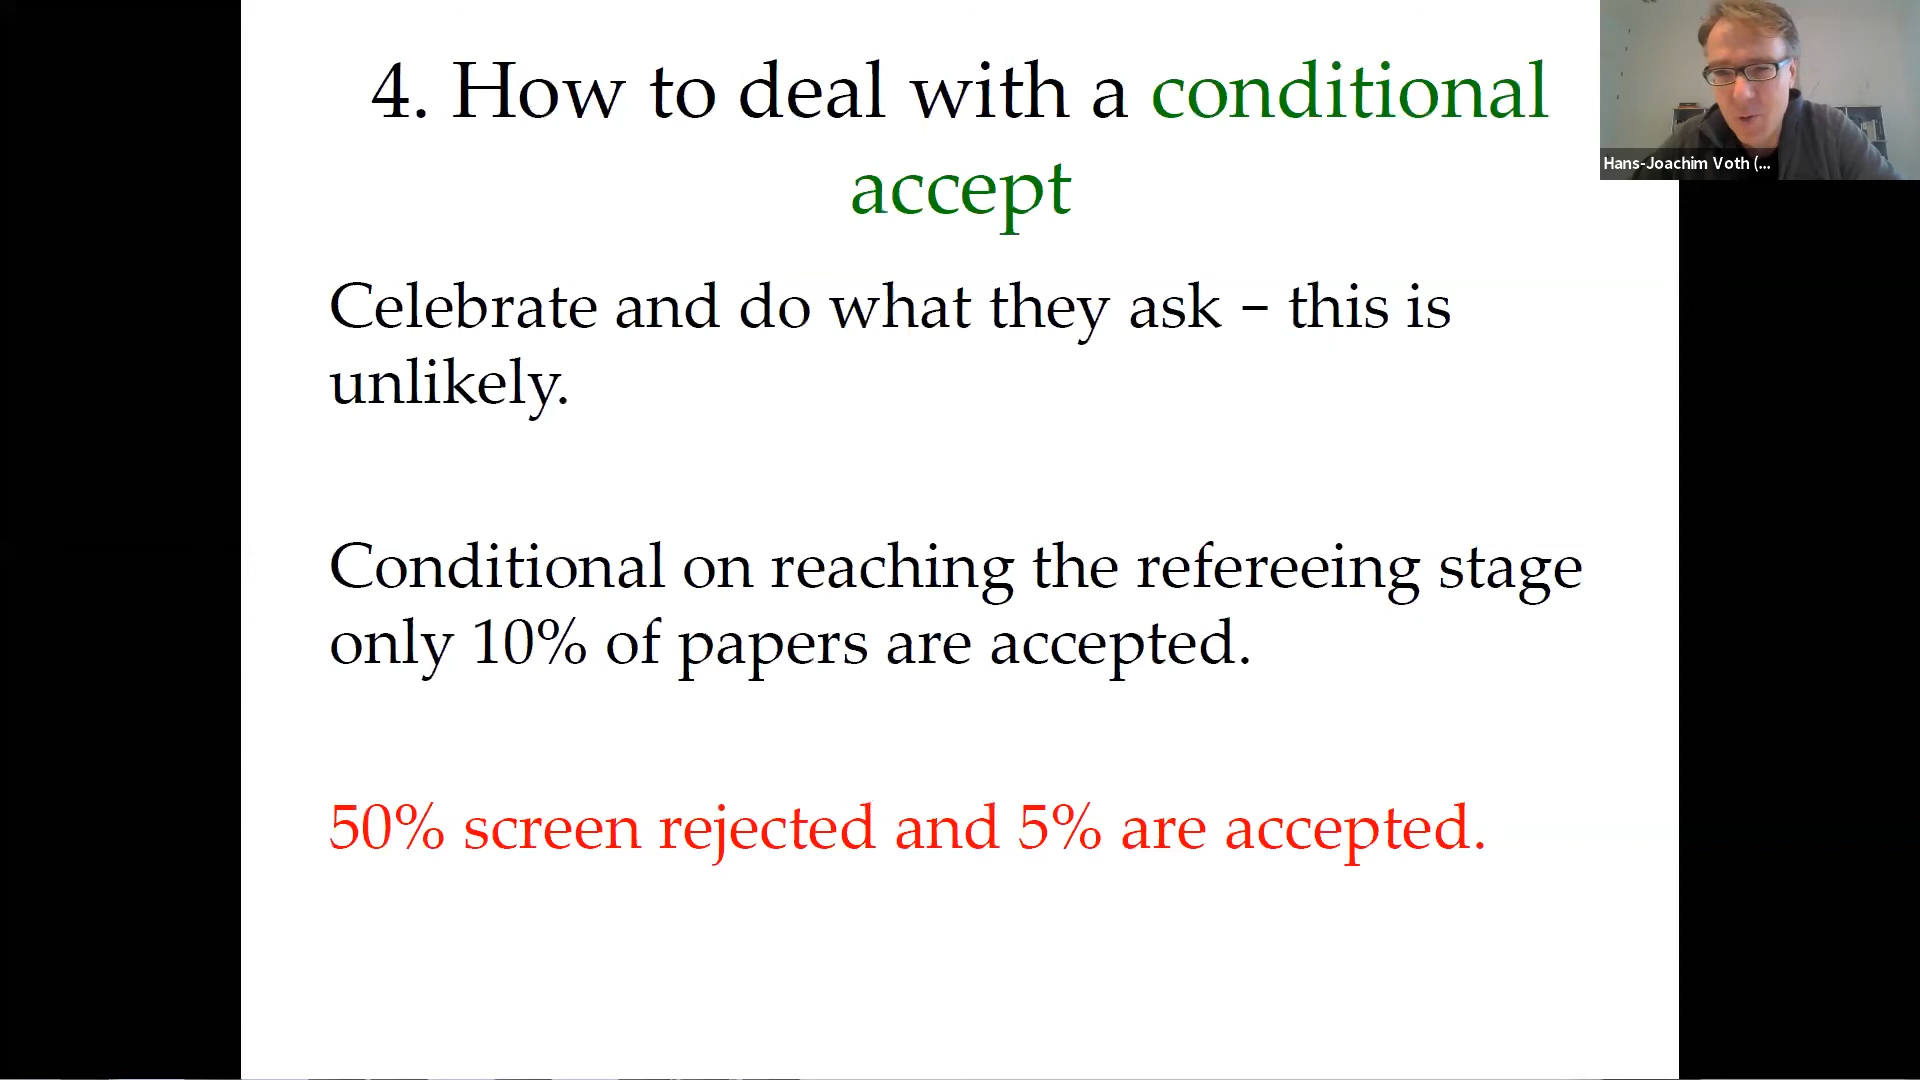 4. How to deal with a conditional
accept
Celebrate and do what they ask – this is
unlikely.
Conditional on reaching the refereeing stage
only 10% of papers are accepted.
50% screen rejected and 5% are accepted.
Hans-Joachim Voth (...